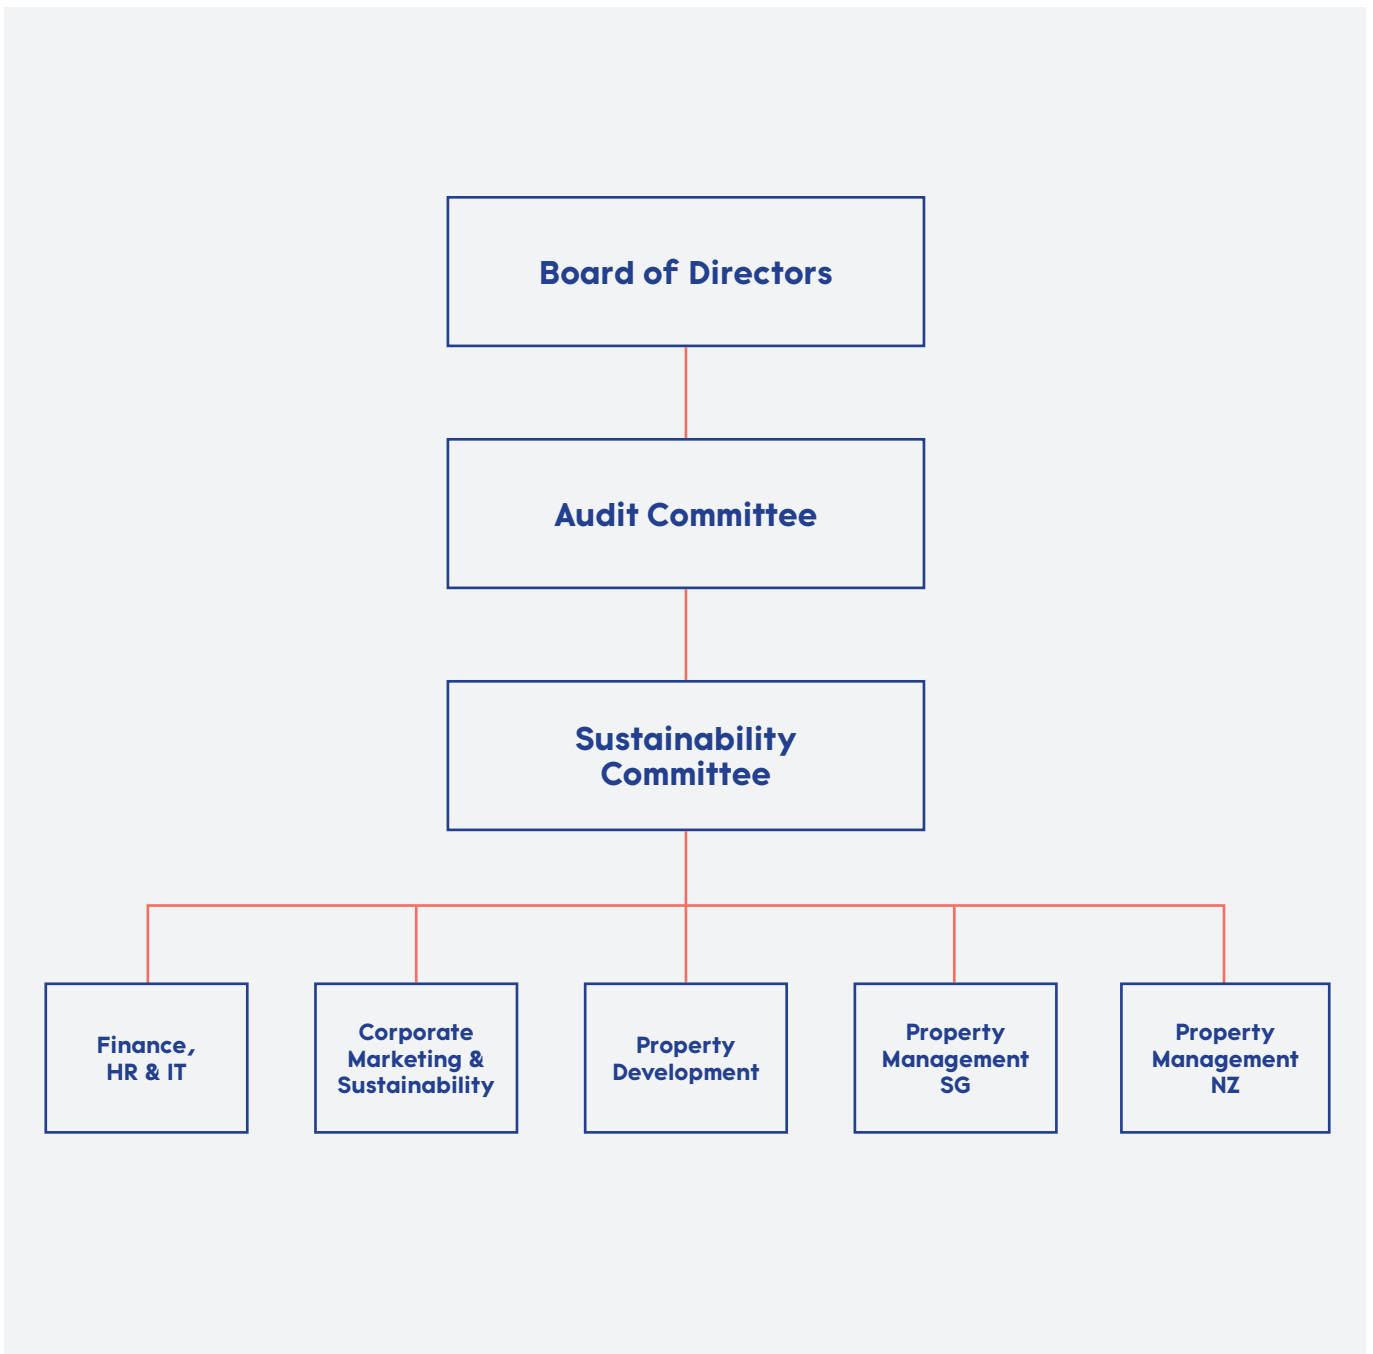 Board of Directors
Audit Committee
Sustainability
Committee
Finance,
HR & IT
Corporate
Marketing &
Sustainability
Property
Development
Property
Management
SG
Property
Management
NZ